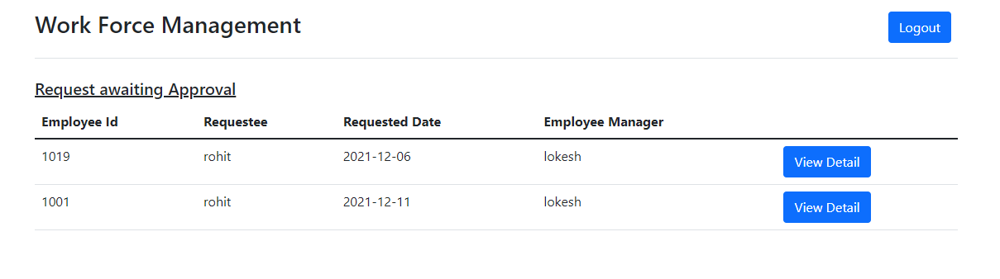 Work Force Management Logout
Request awaiting Approval
Employee Id Requestee Requested Date Employee Manager
1019 rohit 2021-12-06 lokesh View Detail
1001 rohit 2021-12-11 lokesh View Detail